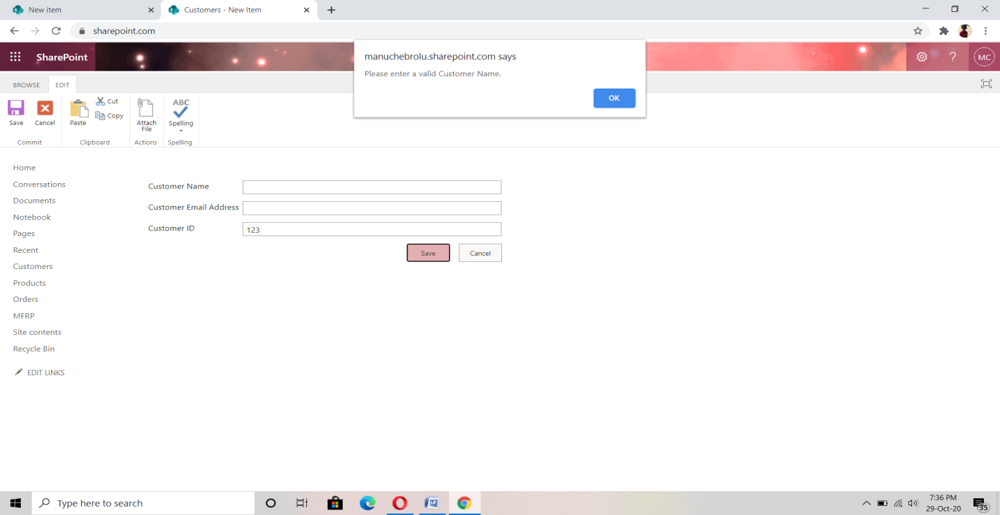 New item
Customers - New Item
sharepoint.com
SharePoint
MC
manuchebrolu.sharepoint.com says
Please enter a valid Customer Name.
OK
BROWSE EDIT
Save
Cancel
Commit
Paste
Cut
Copy
Clipboard
Attach
File
Actions
ABC
Spelling
Spelling
Home
Conversations
Documents
Notebook
Pages
Recent
Customers
Products
Orders
MFRP
Site contents
Recycle Bin
EDIT LINKS
Customer Name
Customer Email Address
Customer ID 123
Save Cancel
Type here to search
7:36 PM
29-Oct-20
35